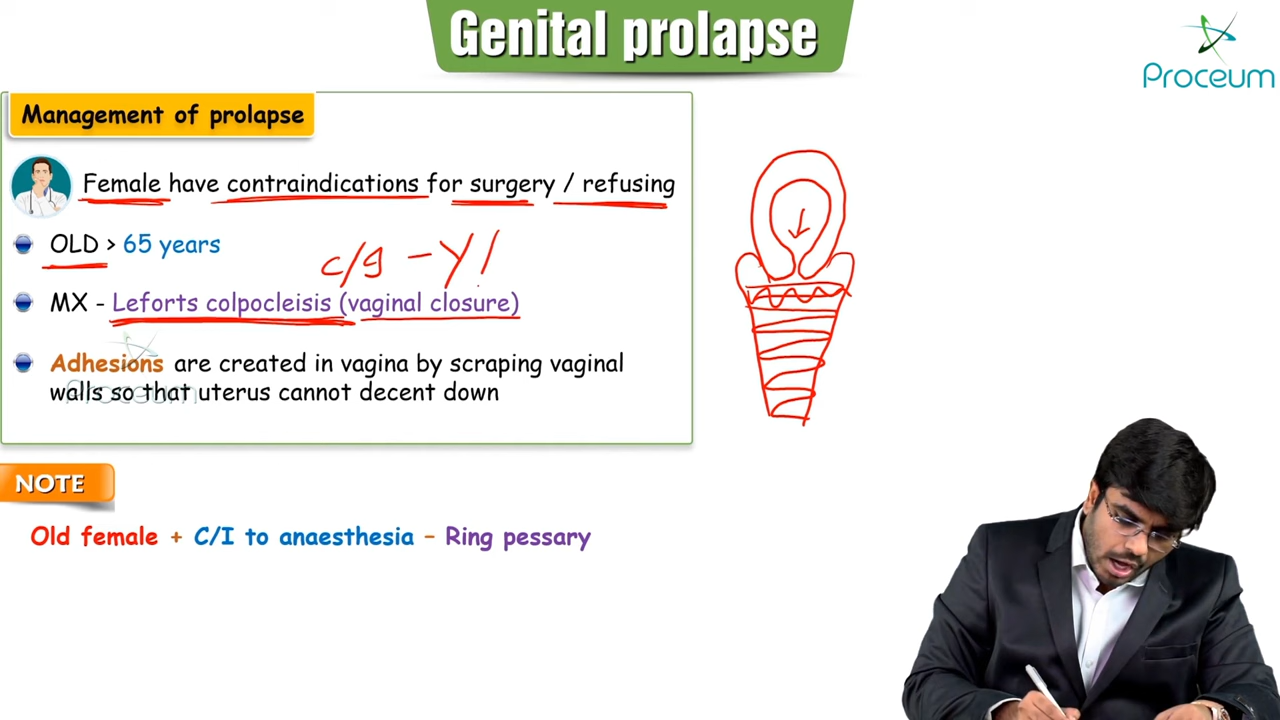 Genital prolapse
Proceum
Management of prolapse
Female have contraindications for surgery / refusing
OLD > 65 years
c/g - y!
MX - Leforts colpocleisis (vaginal closure)
Adhesions are created in vagina by scraping vaginal
walls so that uterus cannot decent down
Proceum
NOTE
Old female + C/I to anaesthesia – Ring pessary